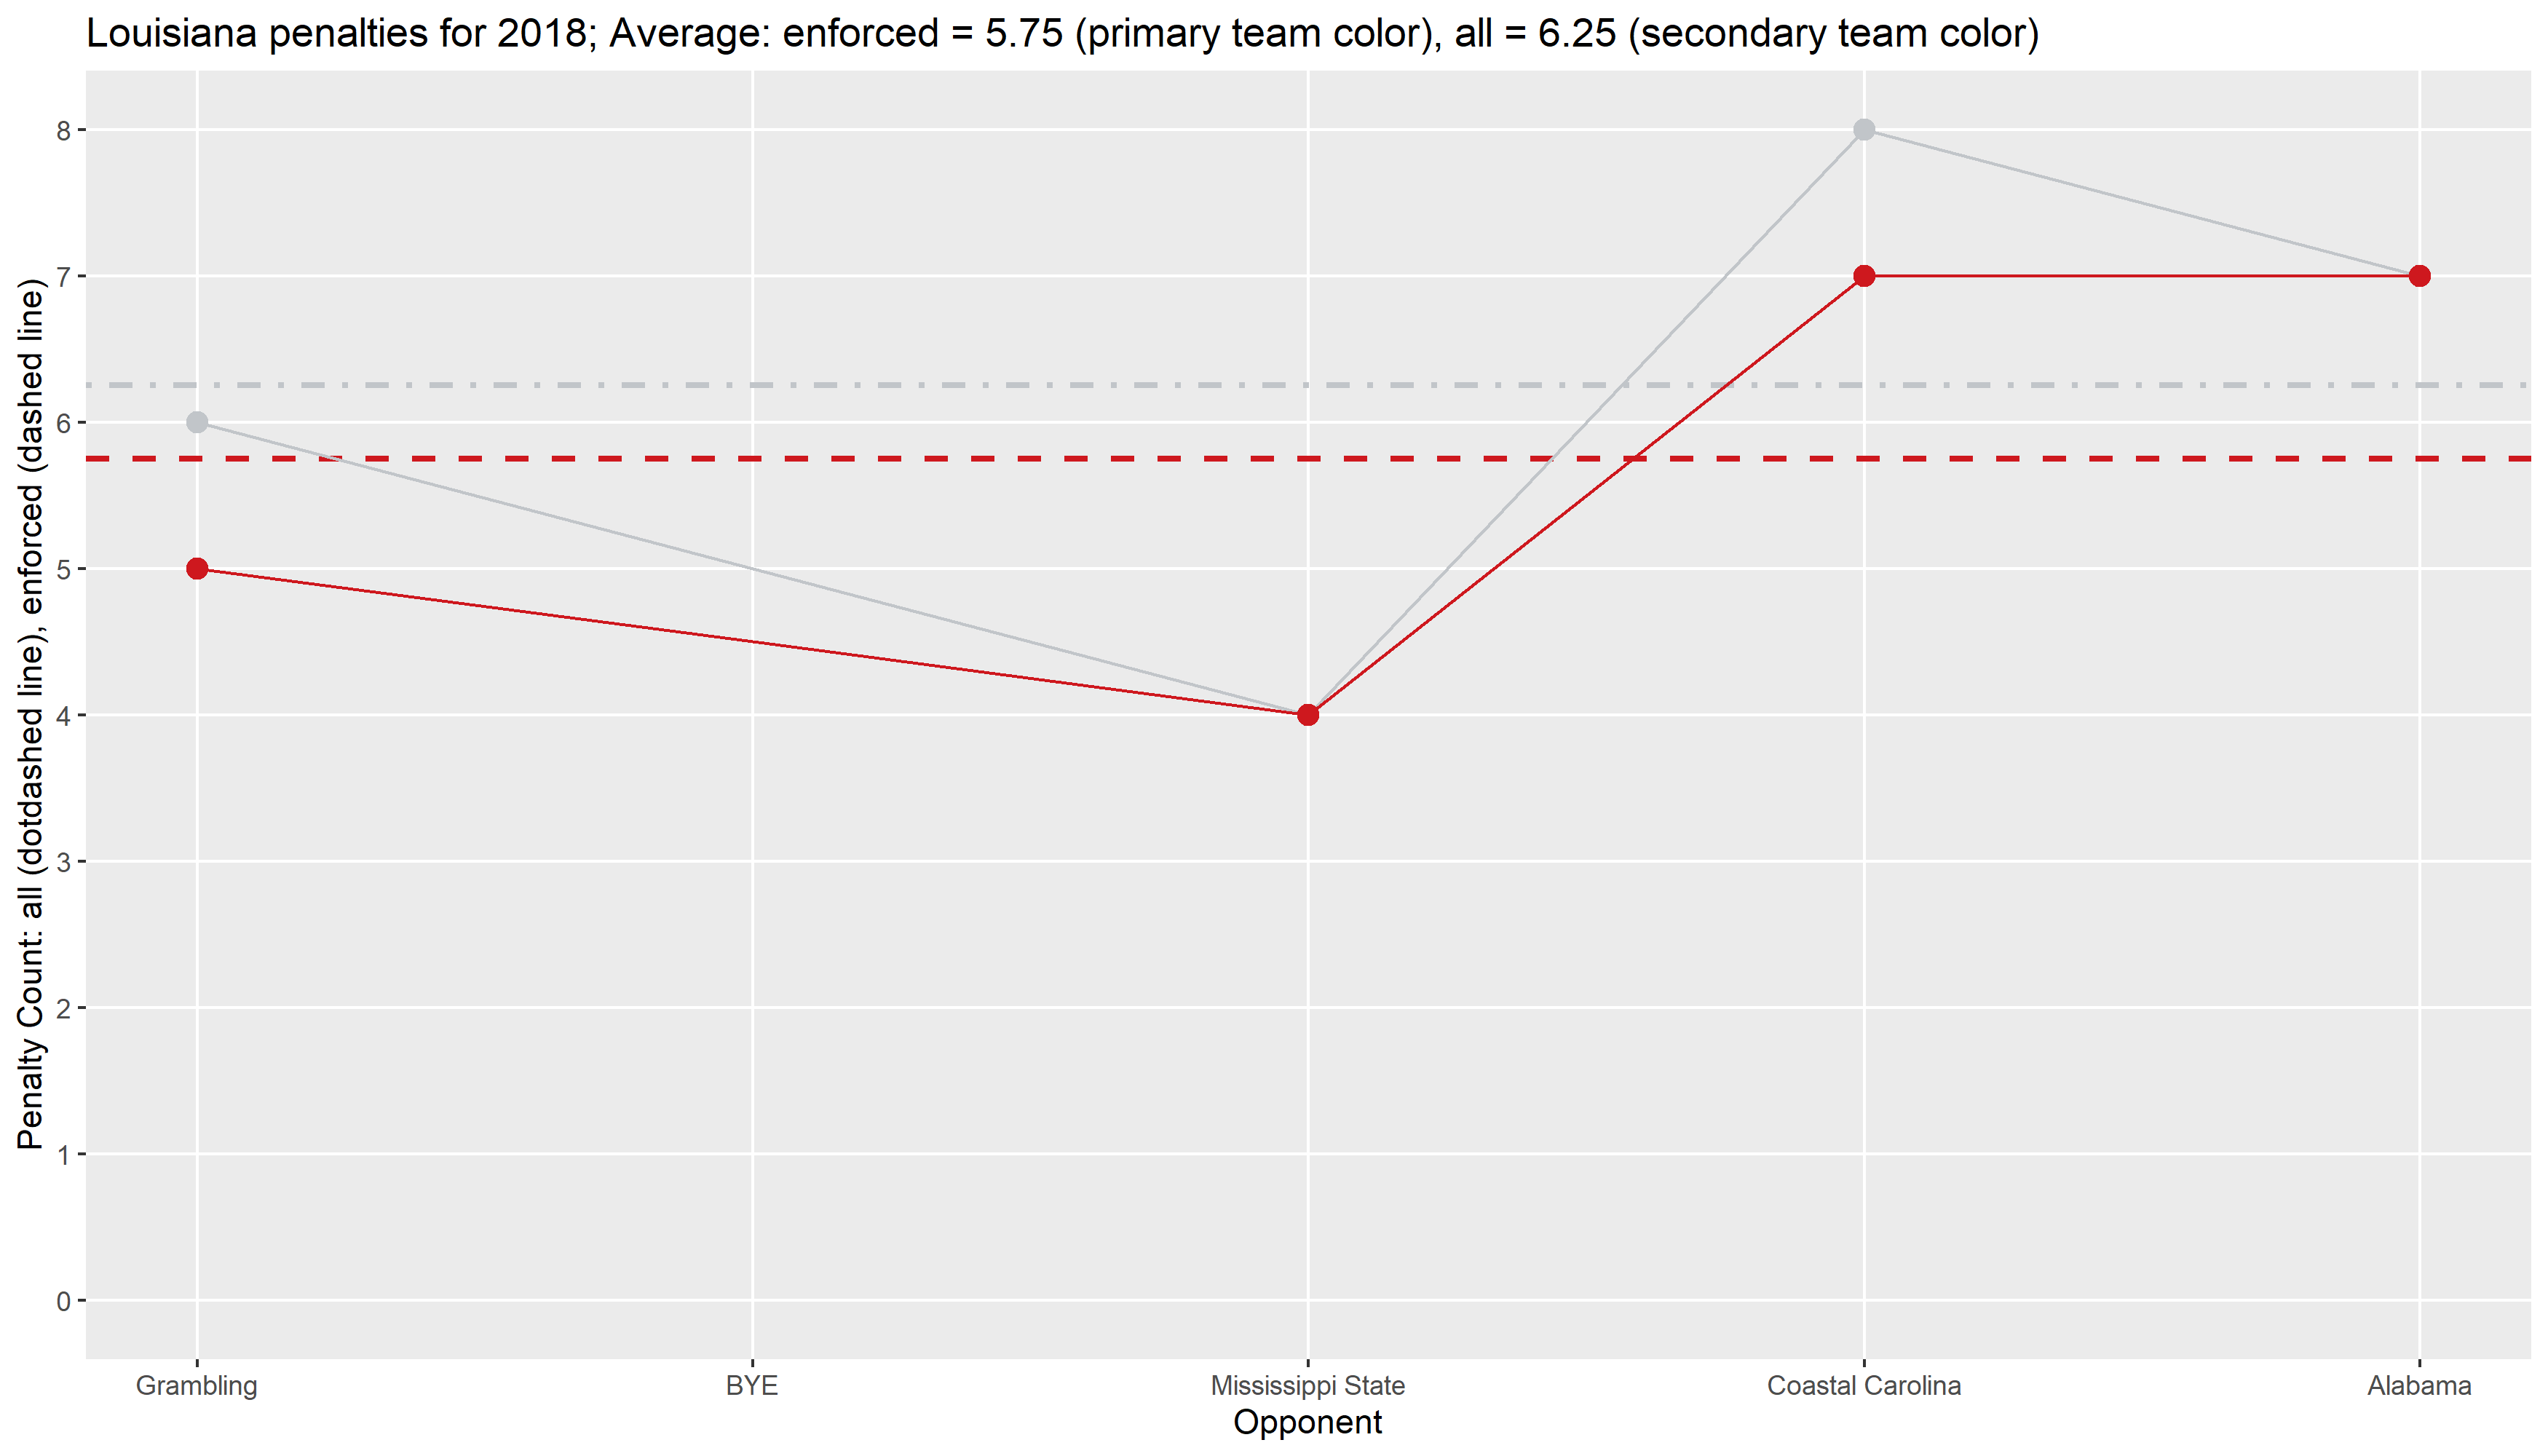 Louisiana penalties for 2018; Average: enforced = 5.75 (primary team color), all = 6.25 (secondary team color)
Penalty Count: all (dotdashed line), enforced (dashed line)
8
7
6
5
4
3
2
1
0
Grambling
BYE
Mississippi State
Coastal Carolina
Alabama
Opponent